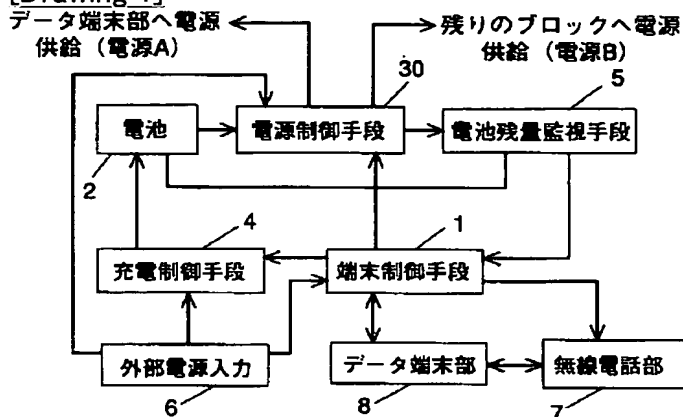 [Drawing 4]
データ端末部へ電源
供給（電源A）
残りのブロックへ電源
供給（電源B）
30
5
電池
電源制御手段
電池残量監視手段
2
4
1
充電制御手段
端末制御手段
外部電源入力
データ端末部
無線電話部
6
8
7